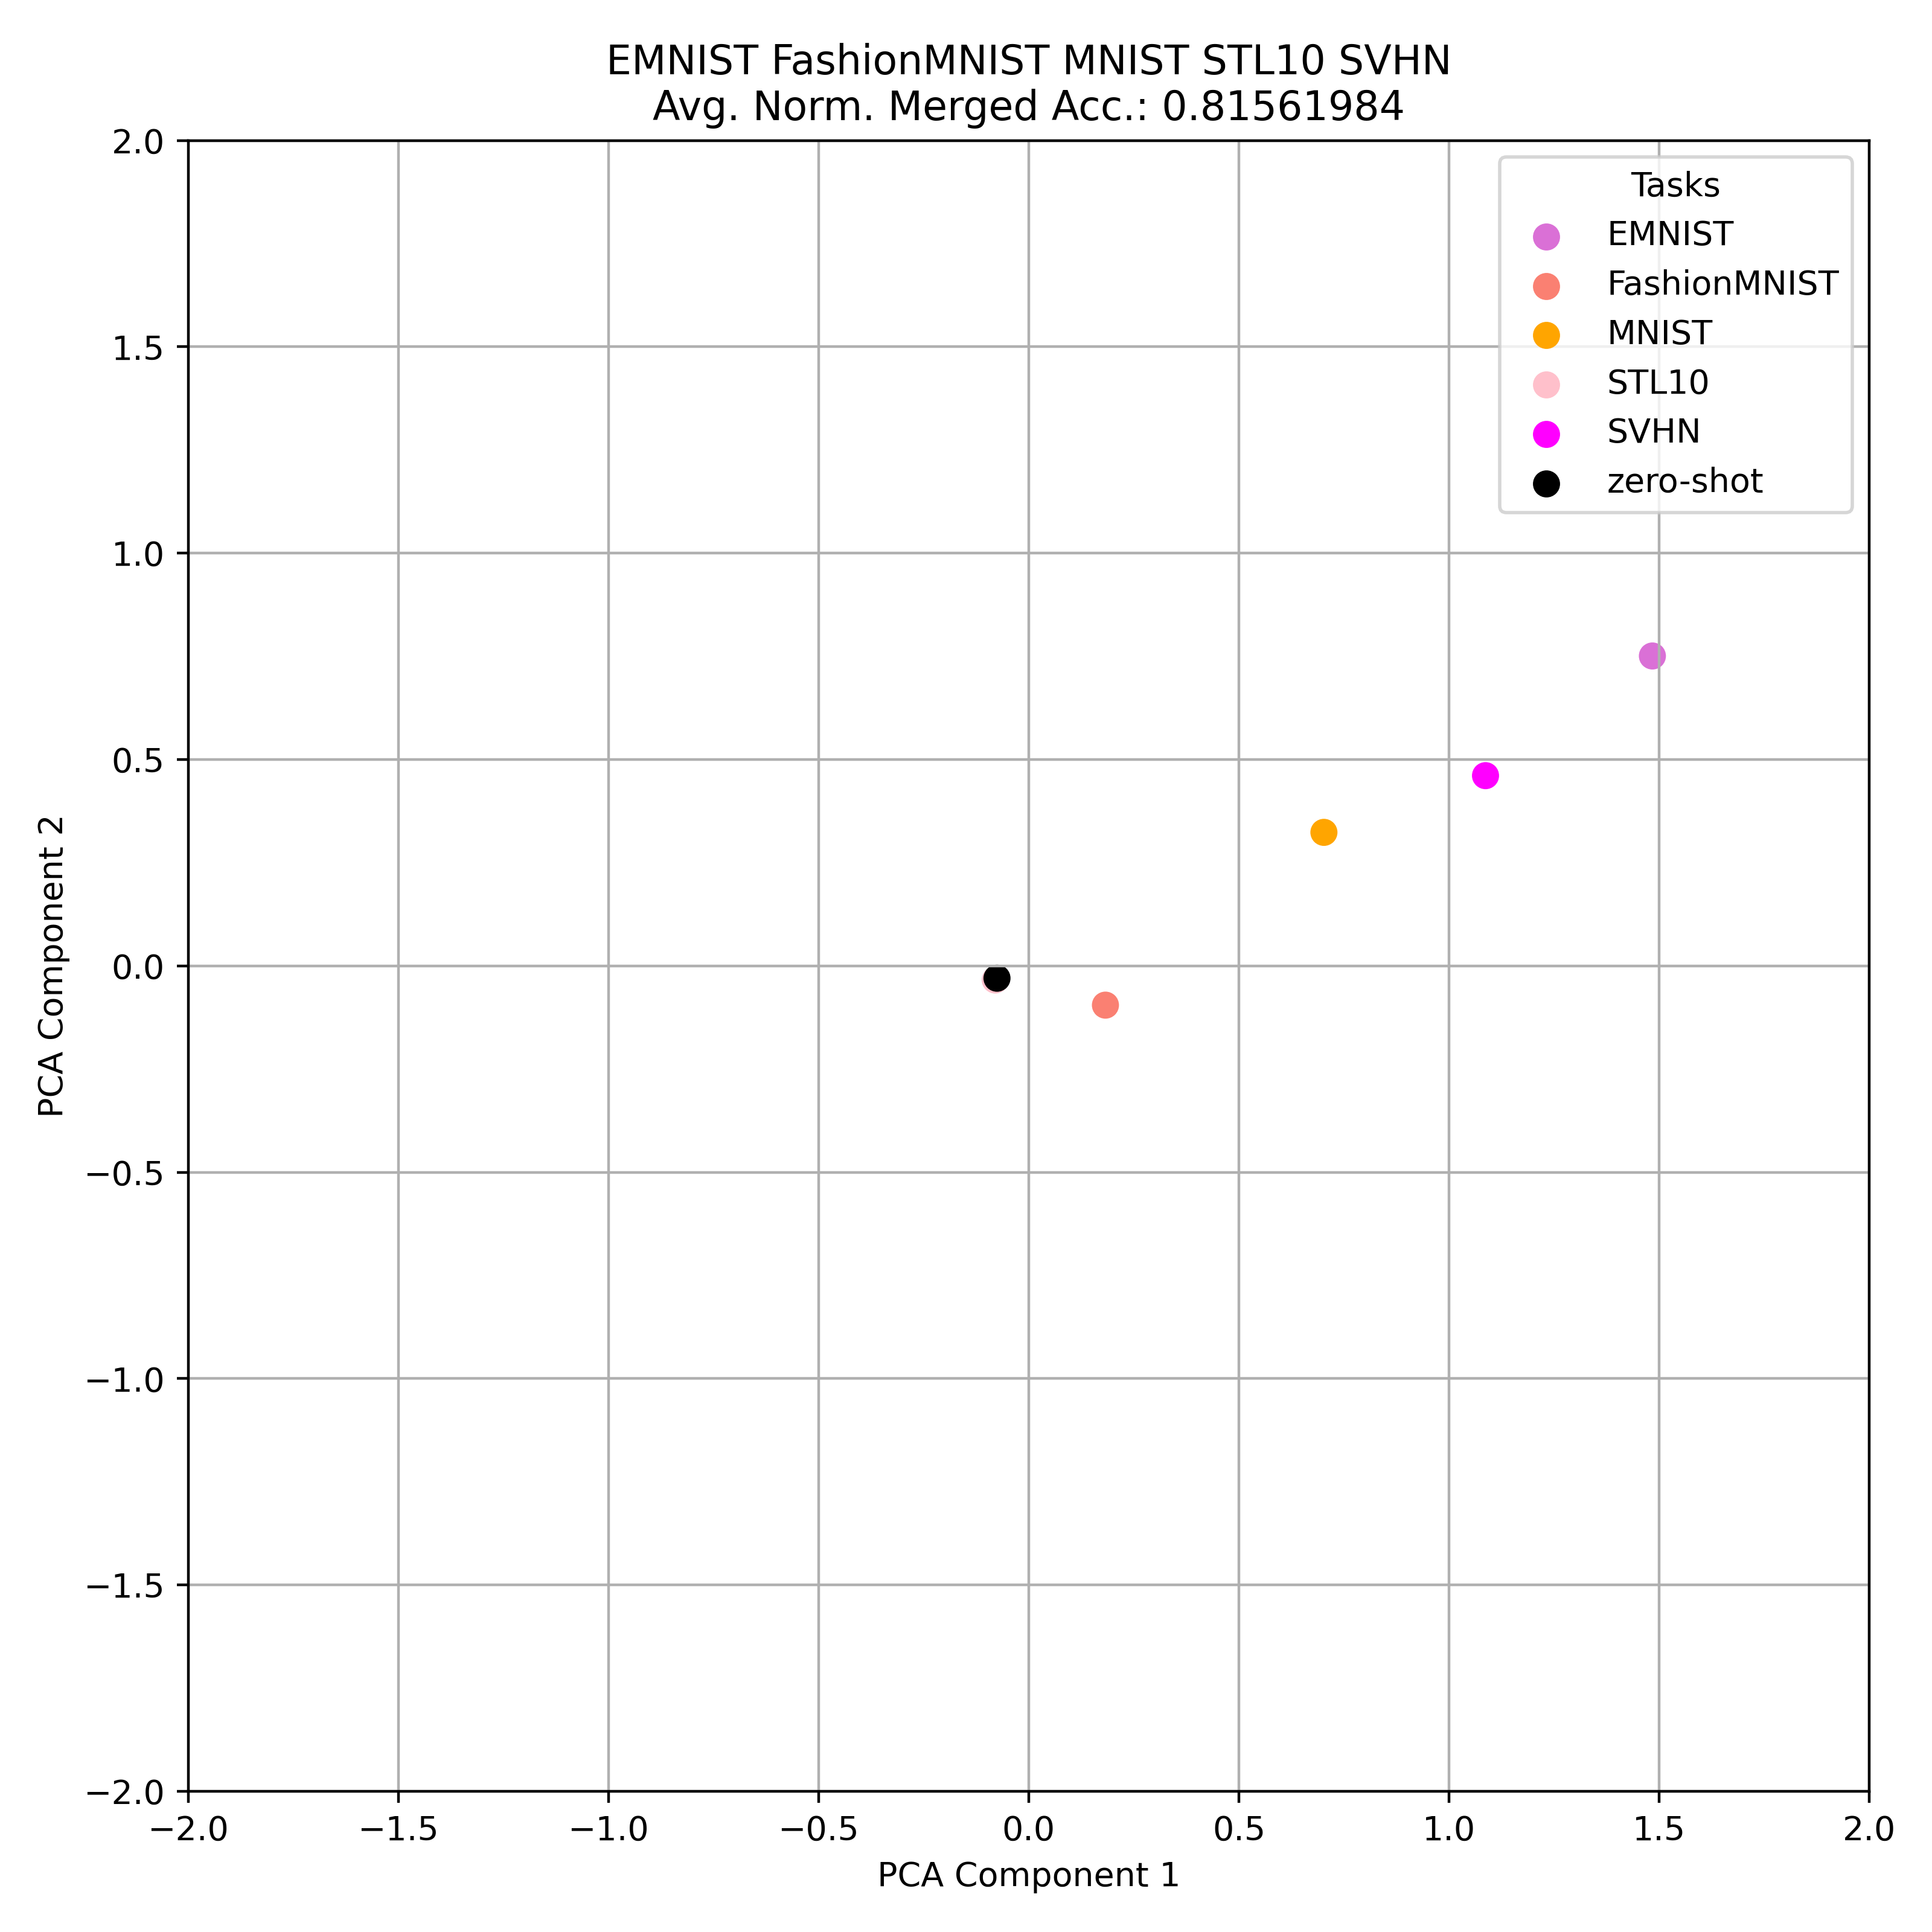 EMNIST FashionMNIST MNIST STL10 SVHN
Avg. Norm. Merged Acc.: 0.81561984
Tasks
EMNIST
FashionMNIST
MNIST
STL10
SVHN
zero-shot
2.0
1.5
1.0
0.5
0.0
−0.5
−1.0
−1.5
−2.0
PCA Component 2
−2.0 −1.5 −1.0 −0.5 0.0 0.5 1.0 1.5 2.0
PCA Component 1